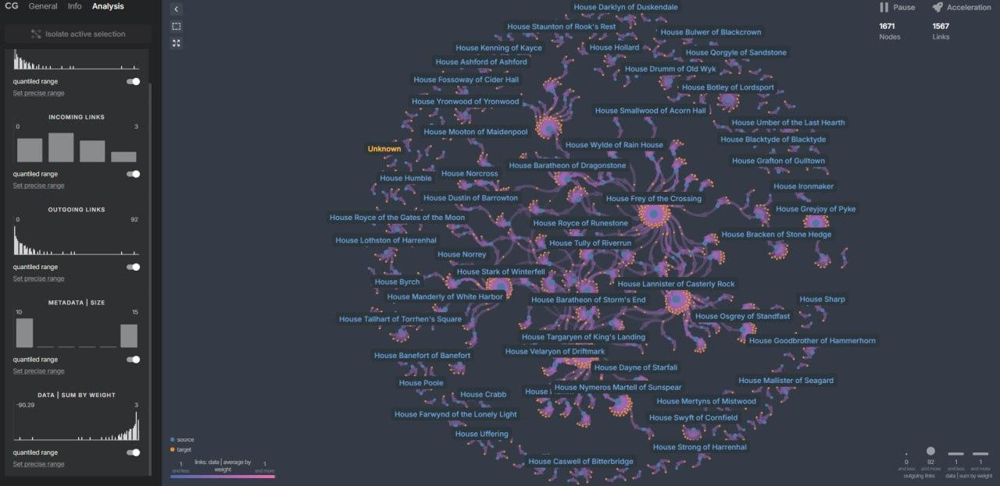 CG General Info Analysis
Isolate active selection
quantiled range
Set precise range
INCOMING LINKS
0 3
quantiled range
Set precise range
OUTGOING LINKS
0 92
quantiled range
Set precise range
METADATA | SIZE
10 15
quantiled range
Set precise range
DATA | SUM BY WEIGHT
-90.29 3
quantiled range
Set precise range
Pause Acceleration
1671 1567
Nodes Links
House Darklyn of Duskendale
House Staunton of Rook's Rest
House Bulwer of Blackcrown
House Kenning of Kayce
House Hollard
House Qorgyle of Sandstone
House Ashford of Ashford
House Drumm of Old Wyk
House Fossoway of Cider Hall
House Botley of Lordsport
House Yronwood of Yronwood
House Smallwood of Acorn Hall
House Umber of the Last Hearth
House Mooton of Maidenpool
House Blacktyde of Blacktyde
Unknown
House Wylde of Rain House
House Grafton of Gulltown
House Baratheon of Dragonstone
House Norcross
House Humble
House Ironmaker
House Dustin of Barrowton
House Frey of the Crossing
House Greyjoy of Pyke
House Royce of the Gates of the Moon
House Royce of Runestone
House Bracken of Stone Hedge
House Lothston of Harrenhal
House Tully of Riverrun
House Norrey
House Stark of Winterfell
House Byrch
House Lannister of Casterly Rock
House Manderly of White Harbor
House Baratheon of Storm's End
House Sharp
House Tallhart of Torrhen's Square
House Osgrey of Standfast
House Targaryen of King's Landing
House Goodbrother of Hammerhorn
House Velaryon of Driftmark
House Banefort of Banefort
House Dayne of Starfall
House Poole
House Mallister of Seagard
House Nymeros Martell of Sunspear
House
House Crabb
House Mertyns of Mistwood
House Farwynd of the Lonely Light
House Swyft of Cornfield
House Uffering
House Strong of Harrenhal
House Caswell of Bitterbridge
source
target
1 links: data | average by 1
and less weight and more
0 92 1 1
and less and more and less and more
outgoing links data | sum by weight